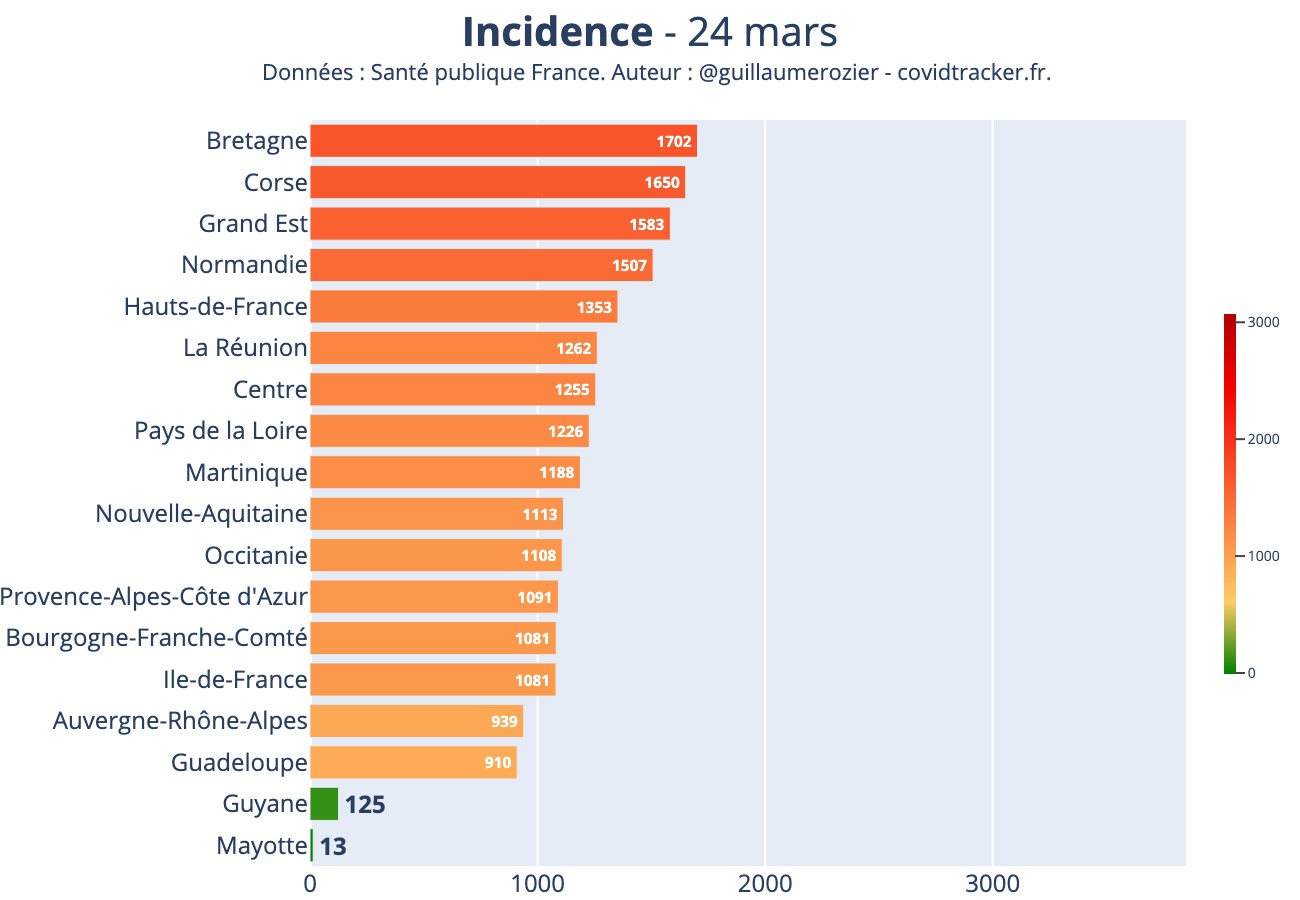 Incidence - 24 mars
Données : Santé publique France. Auteur : @guillaumerozier - covidtracker.fr.
Bretagne 1702
Corse 1650
Grand Est 1583
Normandie 1507
Hauts-de-France 1353
La Réunion 1262
Centre 1255
Pays de la Loire 1226
Martinique 1188
Nouvelle-Aquitaine 1113
Occitanie 1108
Provence-Alpes-Côte d'Azur 1091
Bourgogne-Franche-Comté 1081
Ile-de-France 1081
Auvergne-Rhône-Alpes 939
Guadeloupe 910
Guyane 125
Mayotte 13
0 1000 2000 3000
3000
2000
1000
0